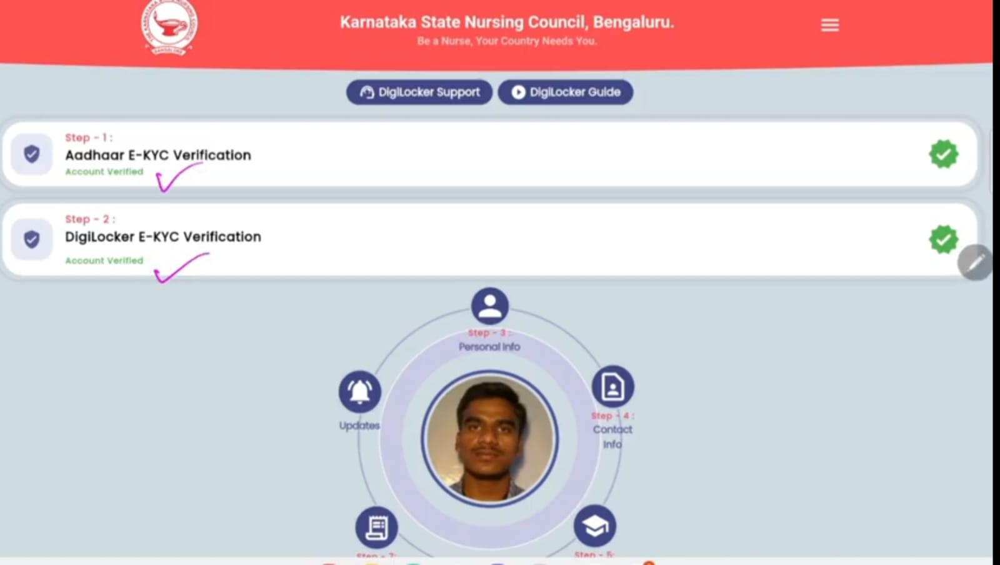 Karnataka State Nursing Council, Bengaluru.
Be a Nurse, Your Country Needs You.
DigiLocker Support
DigiLocker Guide
Step - 1 :
Aadhaar E-KYC Verification
Account Verified
Step - 2 :
DigiLocker E-KYC Verification
Account Verified
Step - 3 :
Personal Info
Updates
Step - 4 :
Contact
Info
Step - 7:
Step - 5: